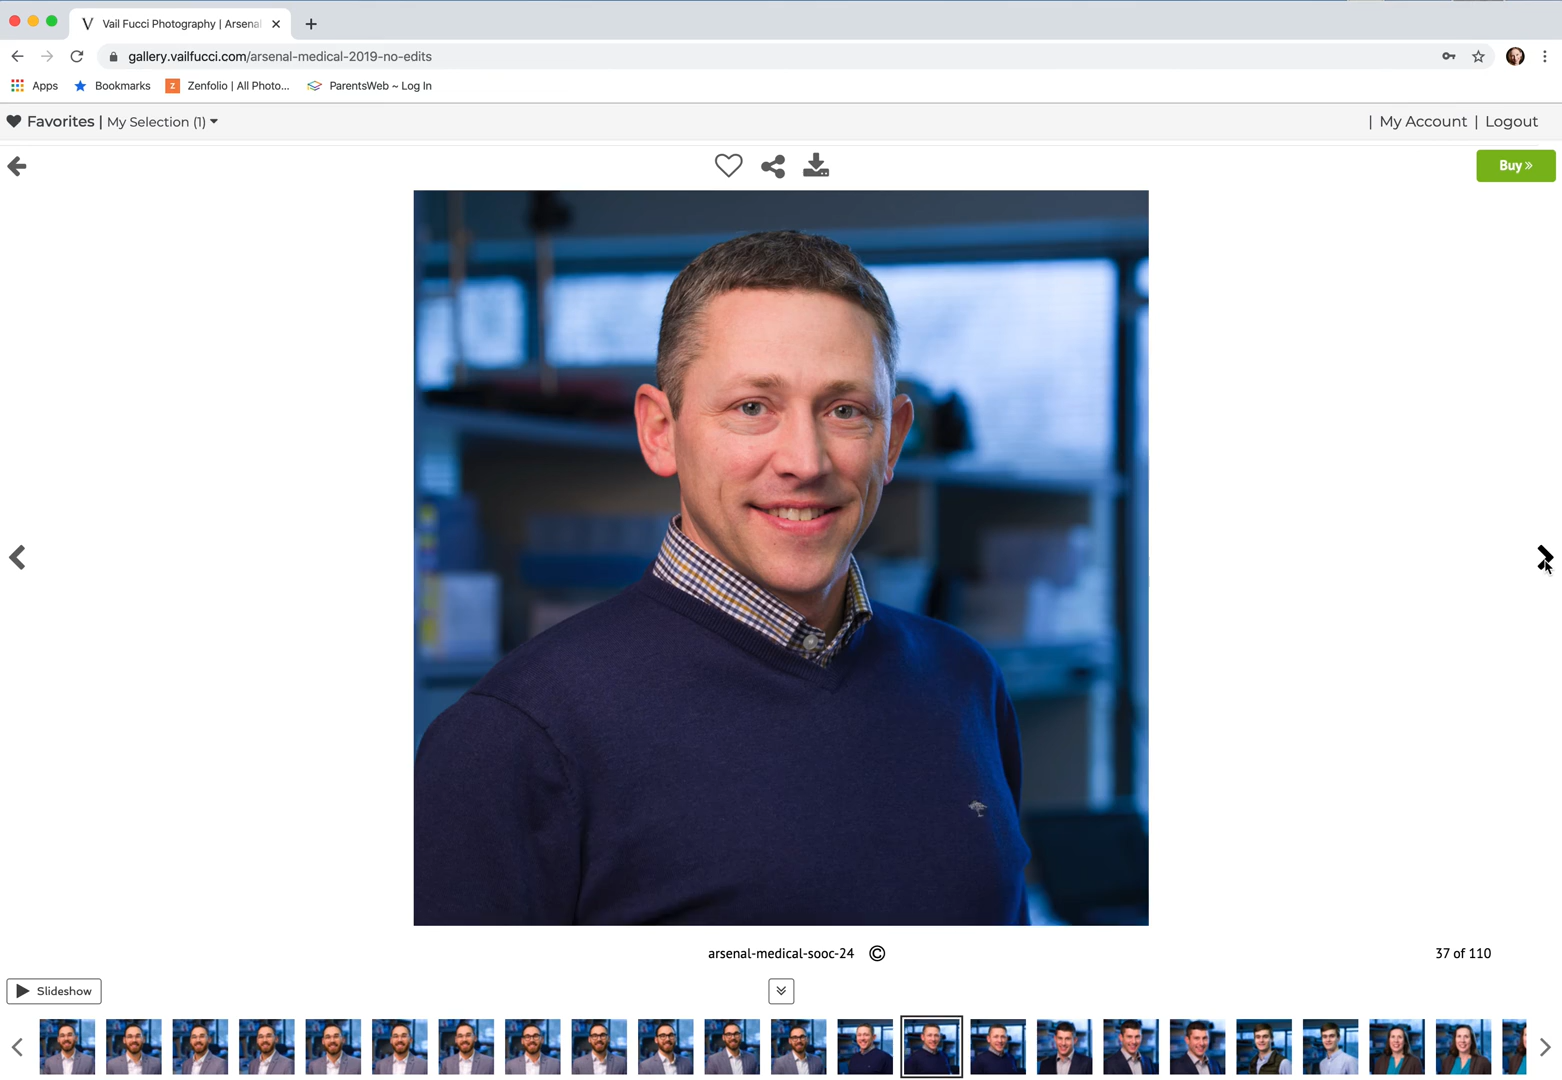 Vail Fucci Photography | Arsenal
gallery.vailfucci.com/arsenal-medical-2019-no-edits
Apps Bookmarks Zenfolio | All Photo... ParentsWeb ~ Log In
Favorites | My Selection (1) | My Account | Logout
Buy »
arsenal-medical-sooc-24 © 37 of 110
Slideshow